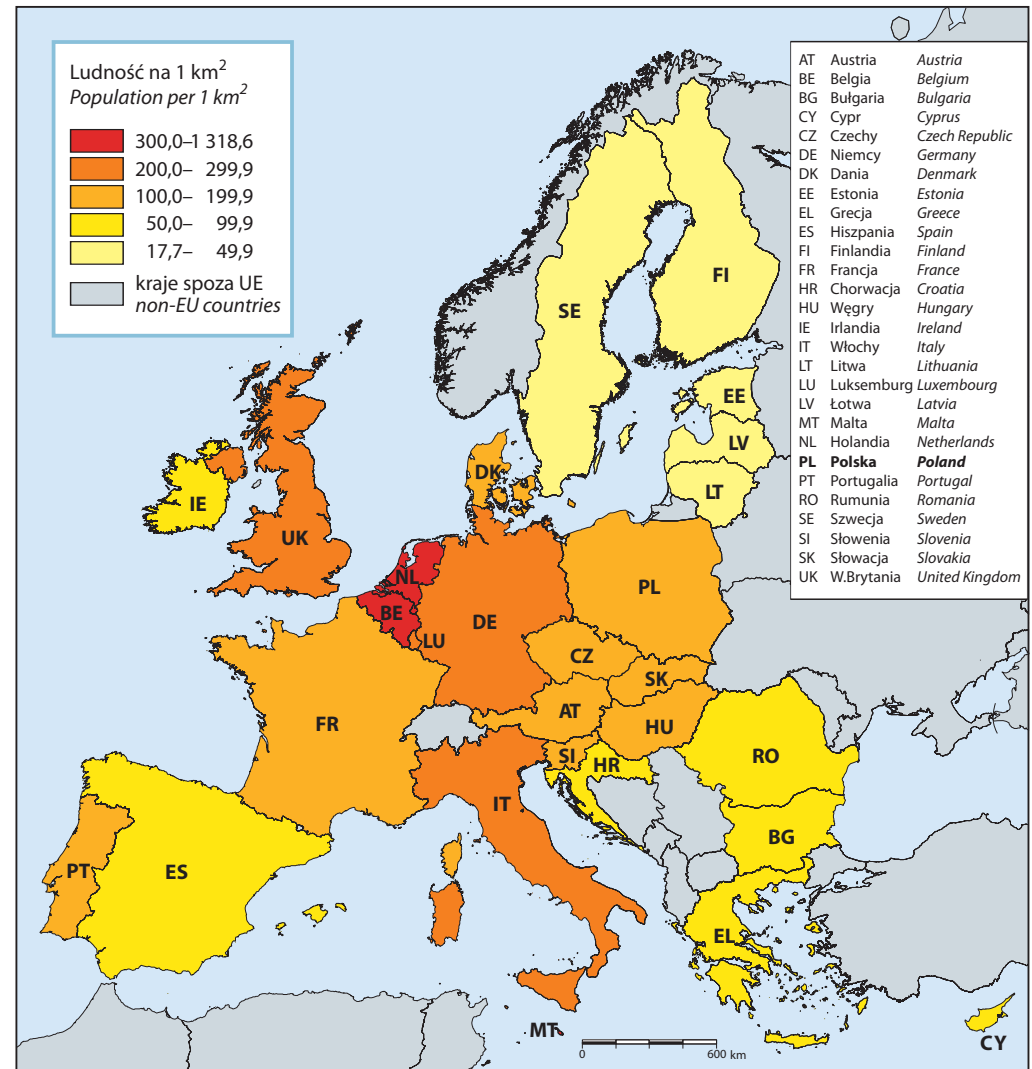 Ludność na 1 km²
Population per 1 km²
300,0–1 318,6
200,0– 299,9
100,0– 199,9
50,0– 99,9
17,7– 49,9
kraje spoza UE
non-EU countries
AT Austria Austria
BE Belgia Belgium
BG Bułgaria Bulgaria
CY Cypr Cyprus
CZ Czechy Czech Republic
DE Niemcy Germany
DK Dania Denmark
EE Estonia Estonia
EL Grecja Greece
ES Hiszpania Spain
FI Finlandia Finland
FR Francja France
HR Chorwacja Croatia
HU Węgry Hungary
IE Irlandia Ireland
IT Włochy Italy
LT Litwa Lithuania
LU Luksemburg Luxembourg
LV Łotwa Latvia
MT Malta Malta
NL Holandia Netherlands
PL Polska Poland
PT Portugalia Portugal
RO Rumunia Romania
SE Szwecja Sweden
SI Słowenia Slovenia
SK Słowacja Slovakia
UK W.Brytania United Kingdom
FI
SE
EE
LV
DK
LT
IE
UK
NL
PL
BE
DE
LU
CZ
SK
AT
FR
HU
SI
HR
RO
IT
BG
PT
ES
EL
MT
CY
0 600 km